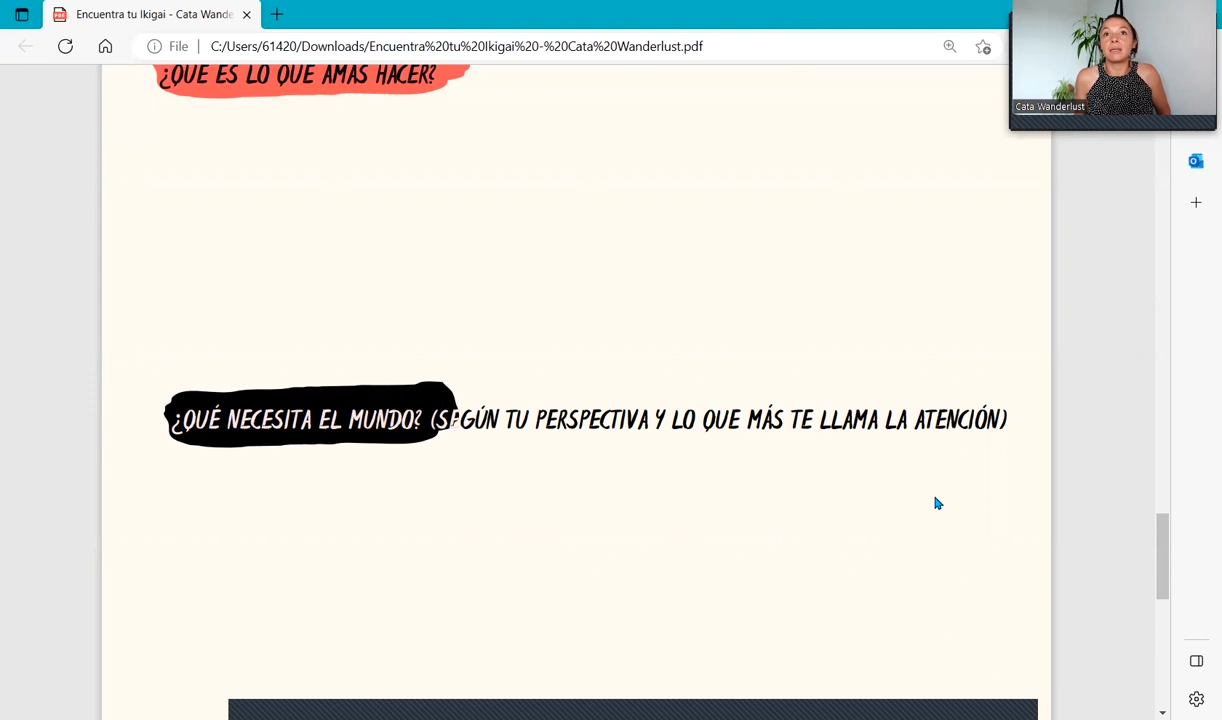 Encuentra tu Ikigai - Cata Wande
File
C:/Users/61420/Downloads/Encuentra%20tu%20Ikigai%20-%20Cata%20Wanderlust.pdf
Cata Wanderlust
¿QUÉ ES LO QUE AMAS HACER?
¿QUÉ NECESITA EL MUNDO? (SEGÚN TU PERSPECTIVA Y LO QUE MÁS TE LLAMA LA ATENCIÓN)